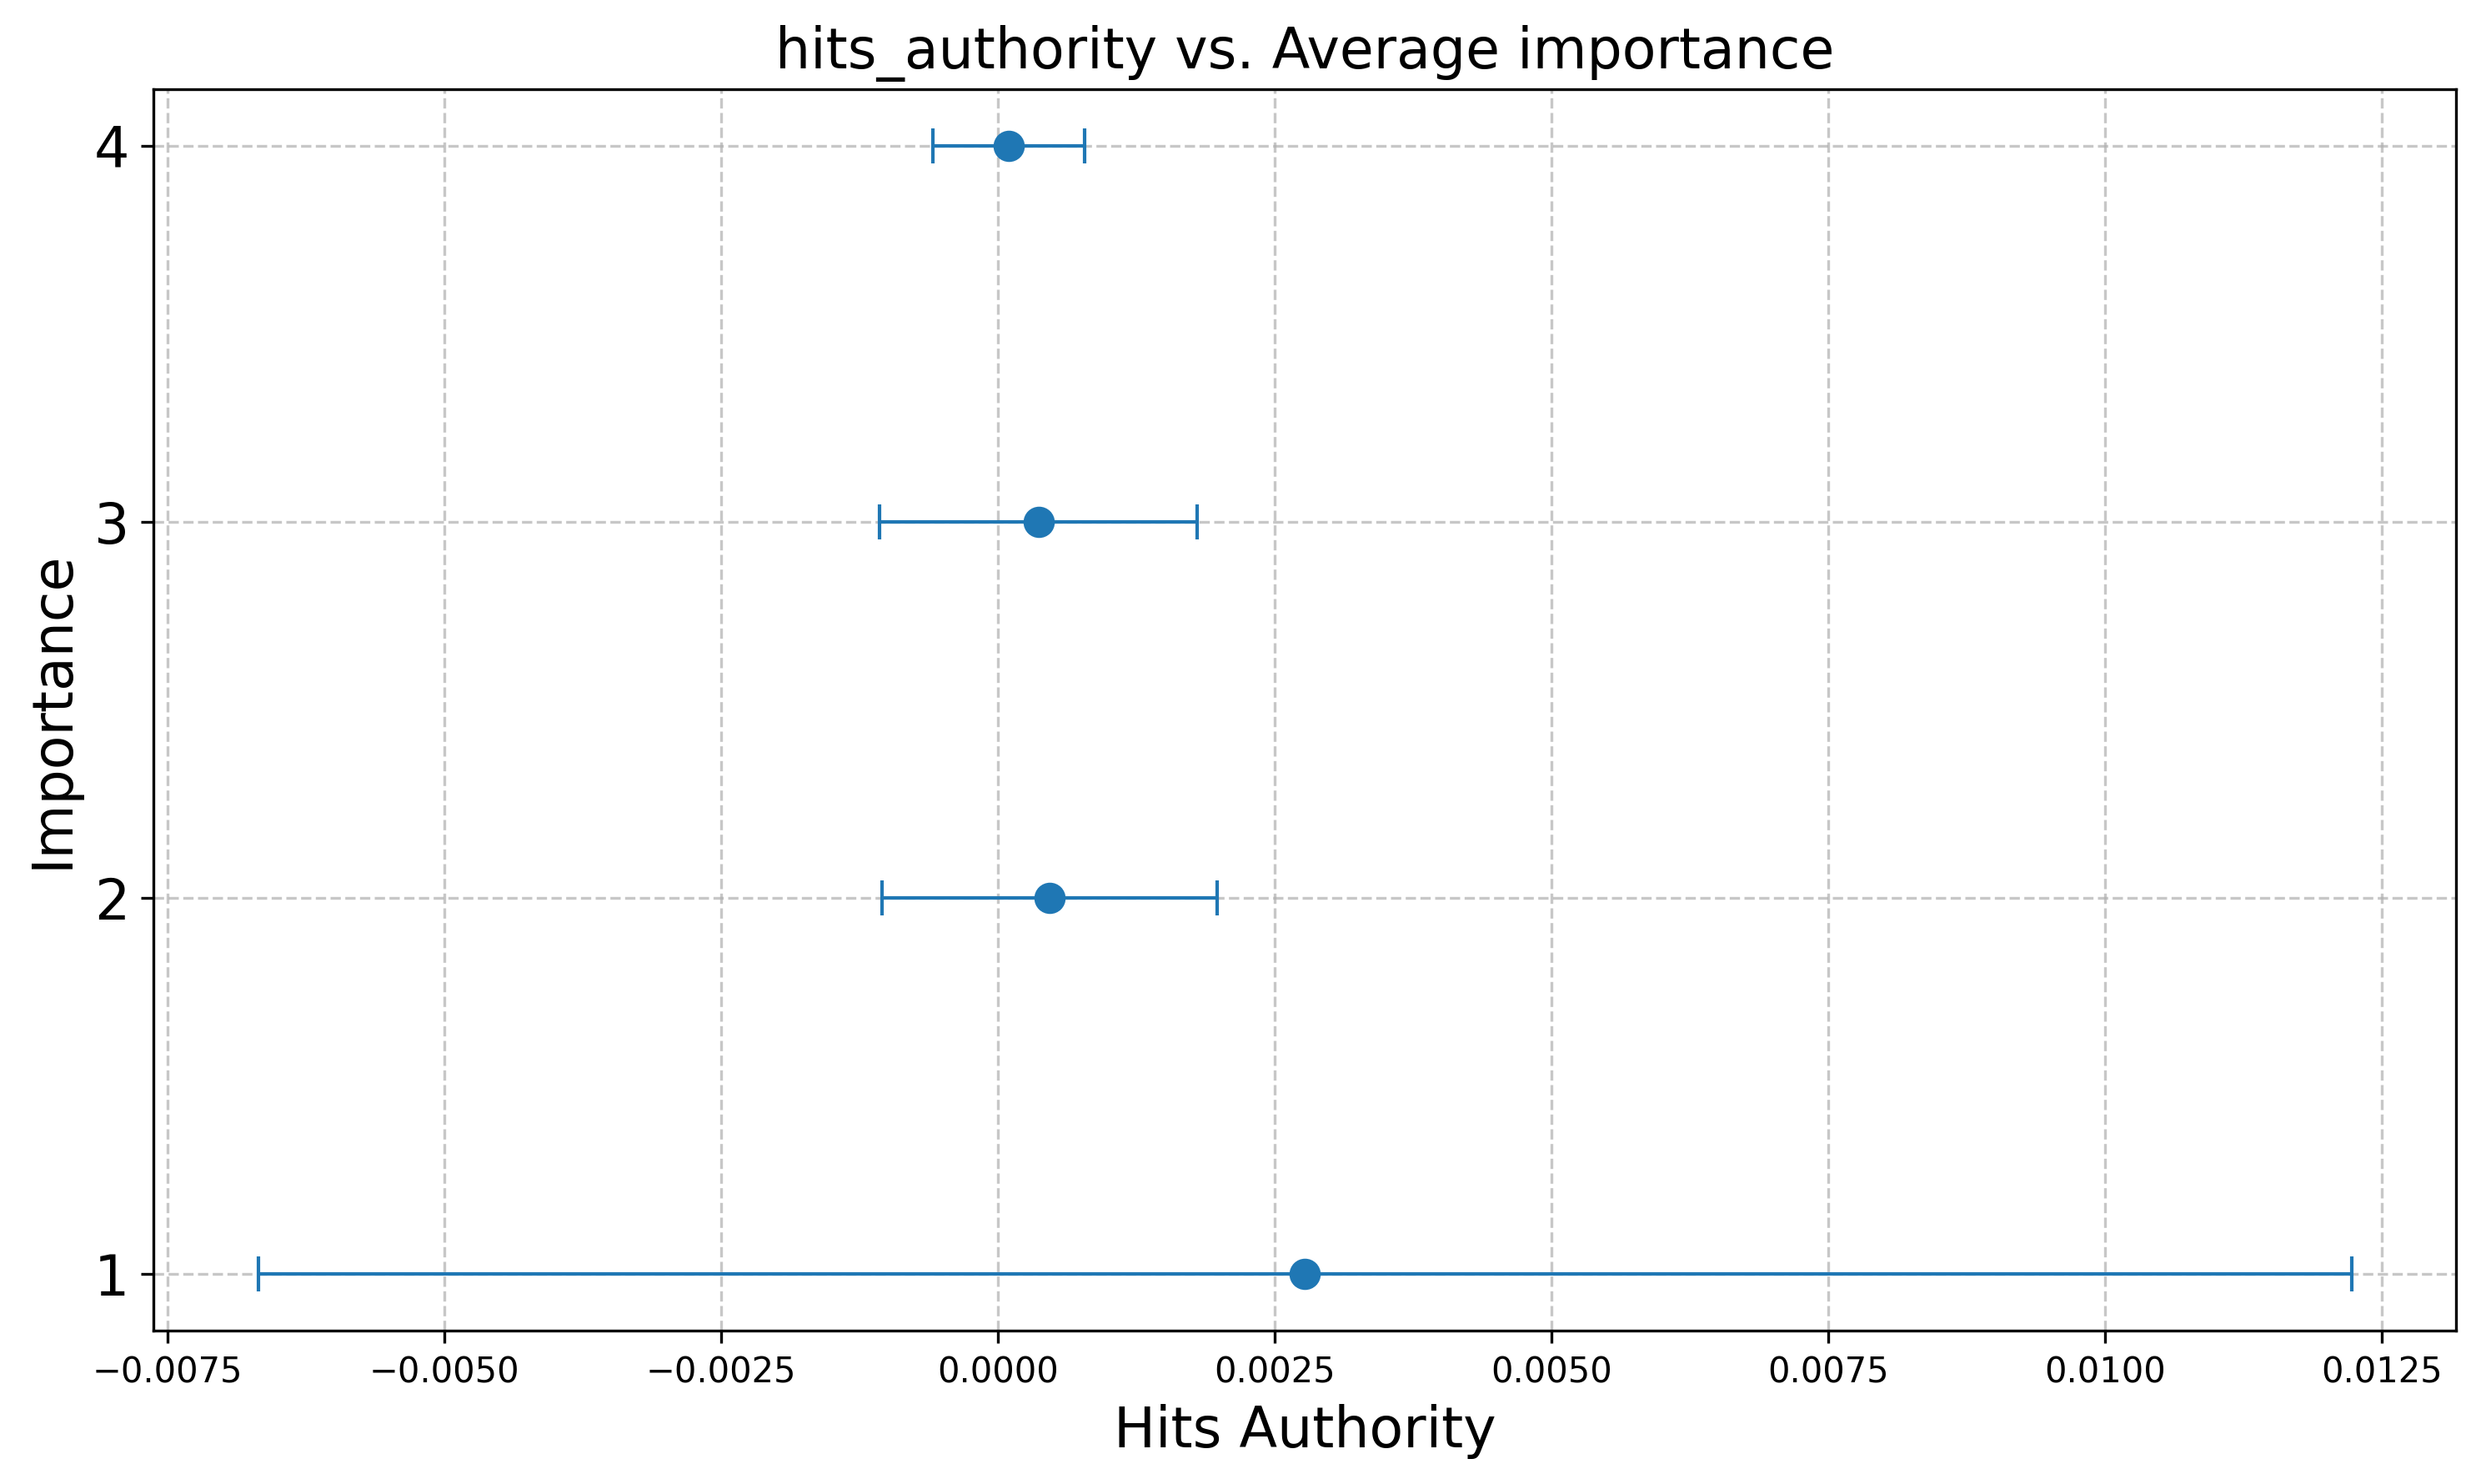 hits_authority vs. Average importance
4
3
2
1
Importance
−0.0075 −0.0050 −0.0025 0.0000 0.0025 0.0050 0.0075 0.0100 0.0125
Hits Authority